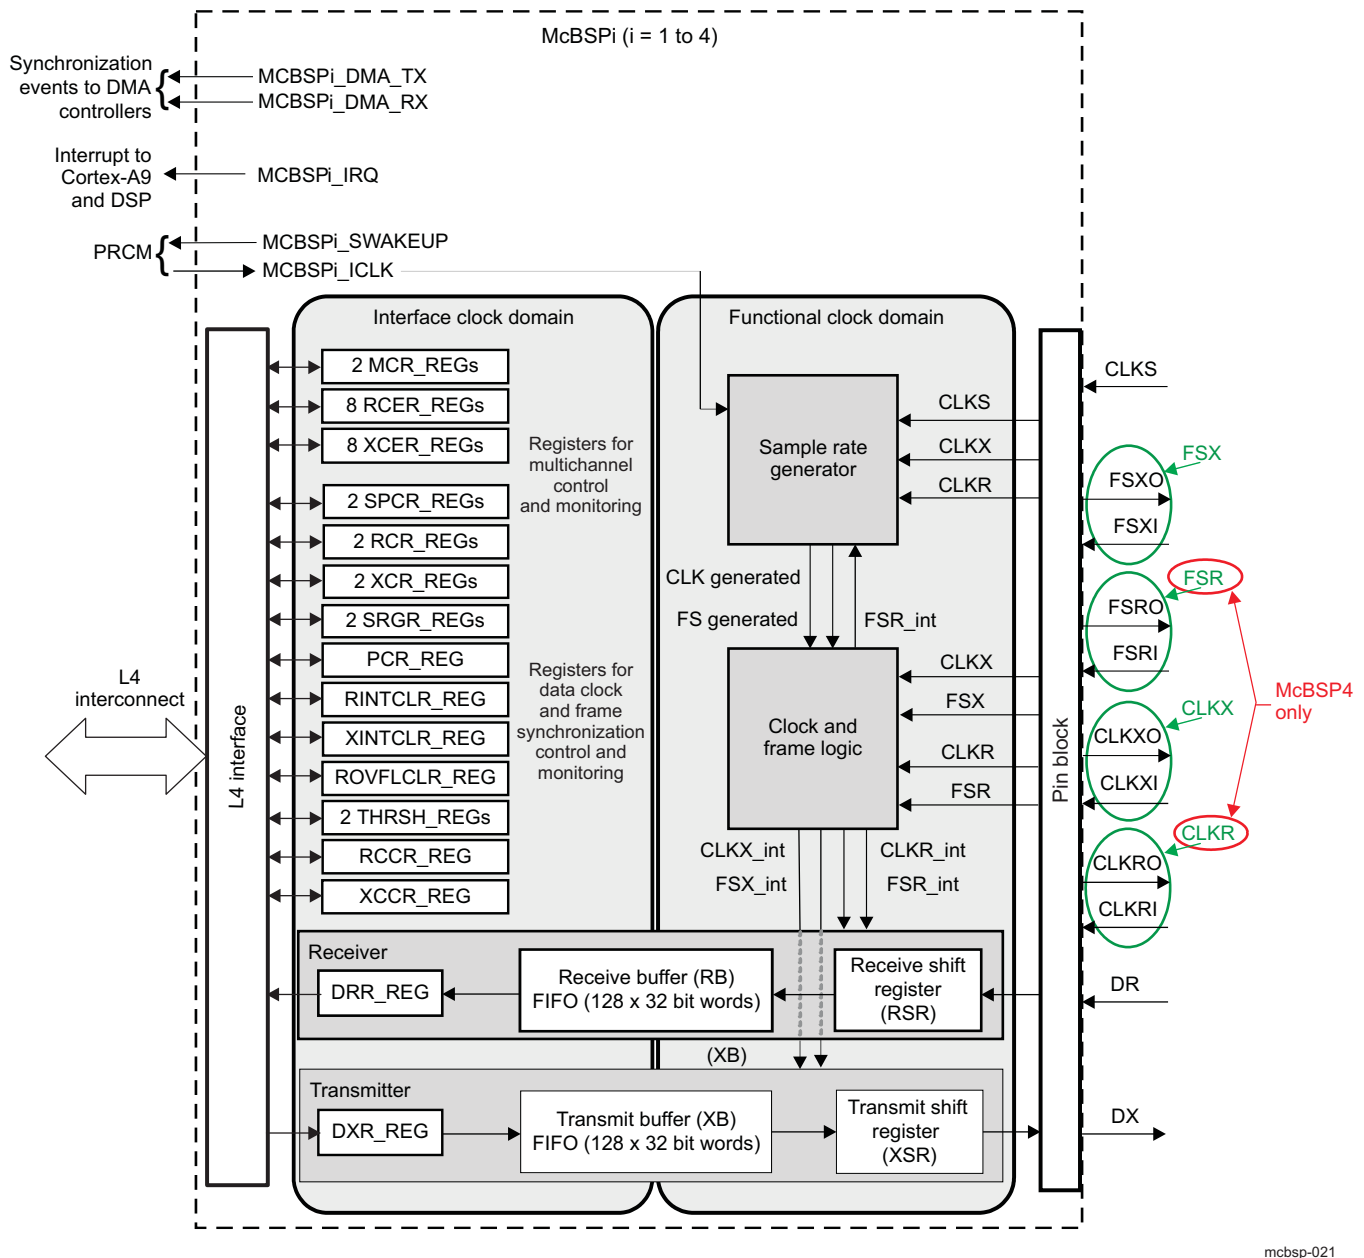 McBSPi (i = 1 to 4)
Synchronization
events to DMA
controllers
MCBSPi_DMA_TX
MCBSPi_DMA_RX
Interrupt to
Cortex-A9
and DSP
MCBSPi_IRQ
PRCM
MCBSPi_SWAKEUP
MCBSPi_ICLK
Interface clock domain
Functional clock domain
L4
interconnect
L4 interface
2 MCR_REGs
8 RCER_REGs
8 XCER_REGs
2 SPCR_REGs
2 RCR_REGs
2 XCR_REGs
2 SRGR_REGs
PCR_REG
RINTCLR_REG
XINTCLR_REG
ROVFLCLR_REG
2 THRSH_REGs
RCCR_REG
XCCR_REG
Registers for
multichannel
control
and monitoring
Registers for
data clock
and frame
synchronization
control and
monitoring
Sample rate
generator
CLKS
CLKX
CLKR
CLK generated
FS generated
FSR_int
Clock and
frame logic
CLKX
FSX
CLKR
FSR
CLKX_int
FSX_int
CLKR_int
FSR_int
Receiver
DRR_REG
Receive buffer (RB)
FIFO (128 x 32 bit words)
Receive shift
register
(RSR)
(XB)
Transmitter
DXR_REG
Transmit buffer (XB)
FIFO (128 x 32 bit words)
Transmit shift
register
(XSR)
Pin block
CLKS
FSX
FSXO
FSXI
FSR
FSRO
FSRI
McBSP4
only
CLKX
CLKXO
CLKXI
CLKR
CLKRO
CLKRI
DR
DX
mcbsp-021